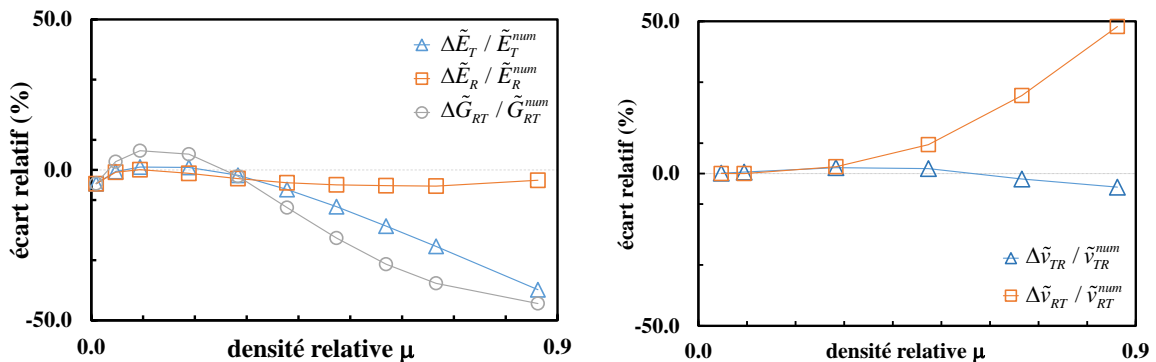 50.0
ΔẼ_T / Ẽ_T^num
ΔẼ_R / Ẽ_R^num
ΔG̃_RT / G̃_RT^num
écart relatif (%)
0.0
-50.0
0.0
densité relative μ
0.9
50.0
écart relatif (%)
0.0
Δṽ_TR / ṽ_TR^num
Δṽ_RT / ṽ_RT^num
-50.0
0.0
densité relative μ
0.9